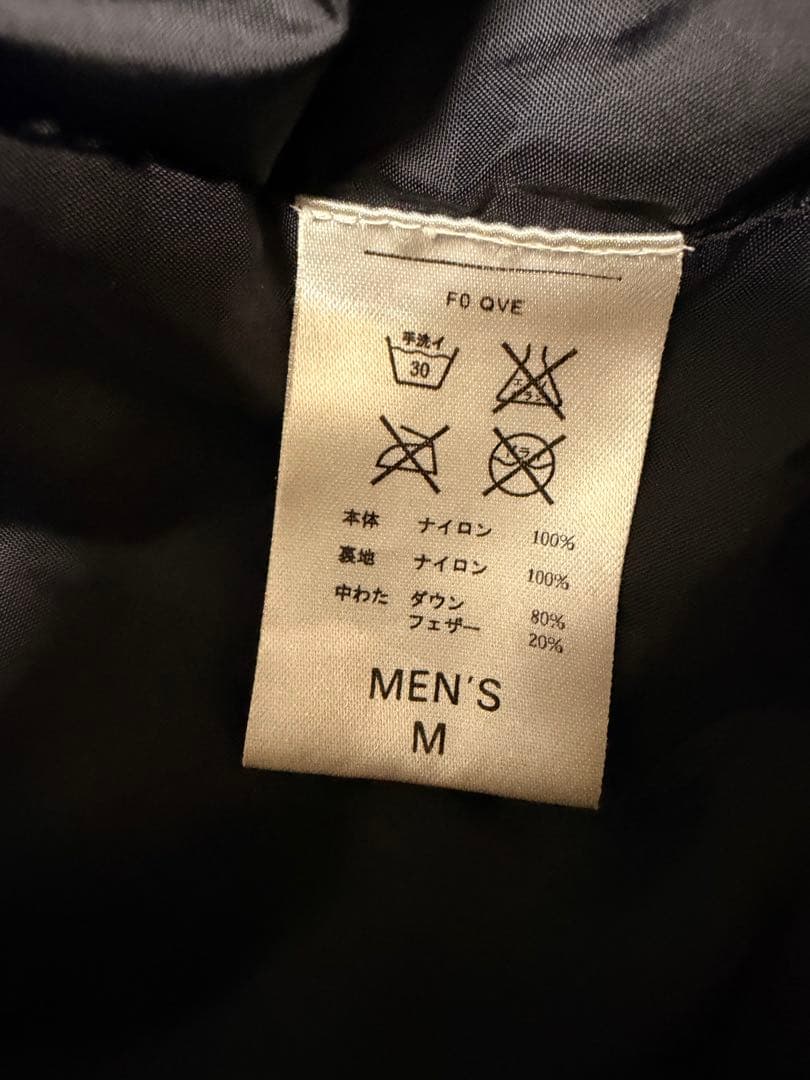 F0 QVE
手洗イ
30
本体 ナイロン 100%
裏地 ナイロン 100%
中わた ダウン 80%
フェザー 20%
MEN'S
M